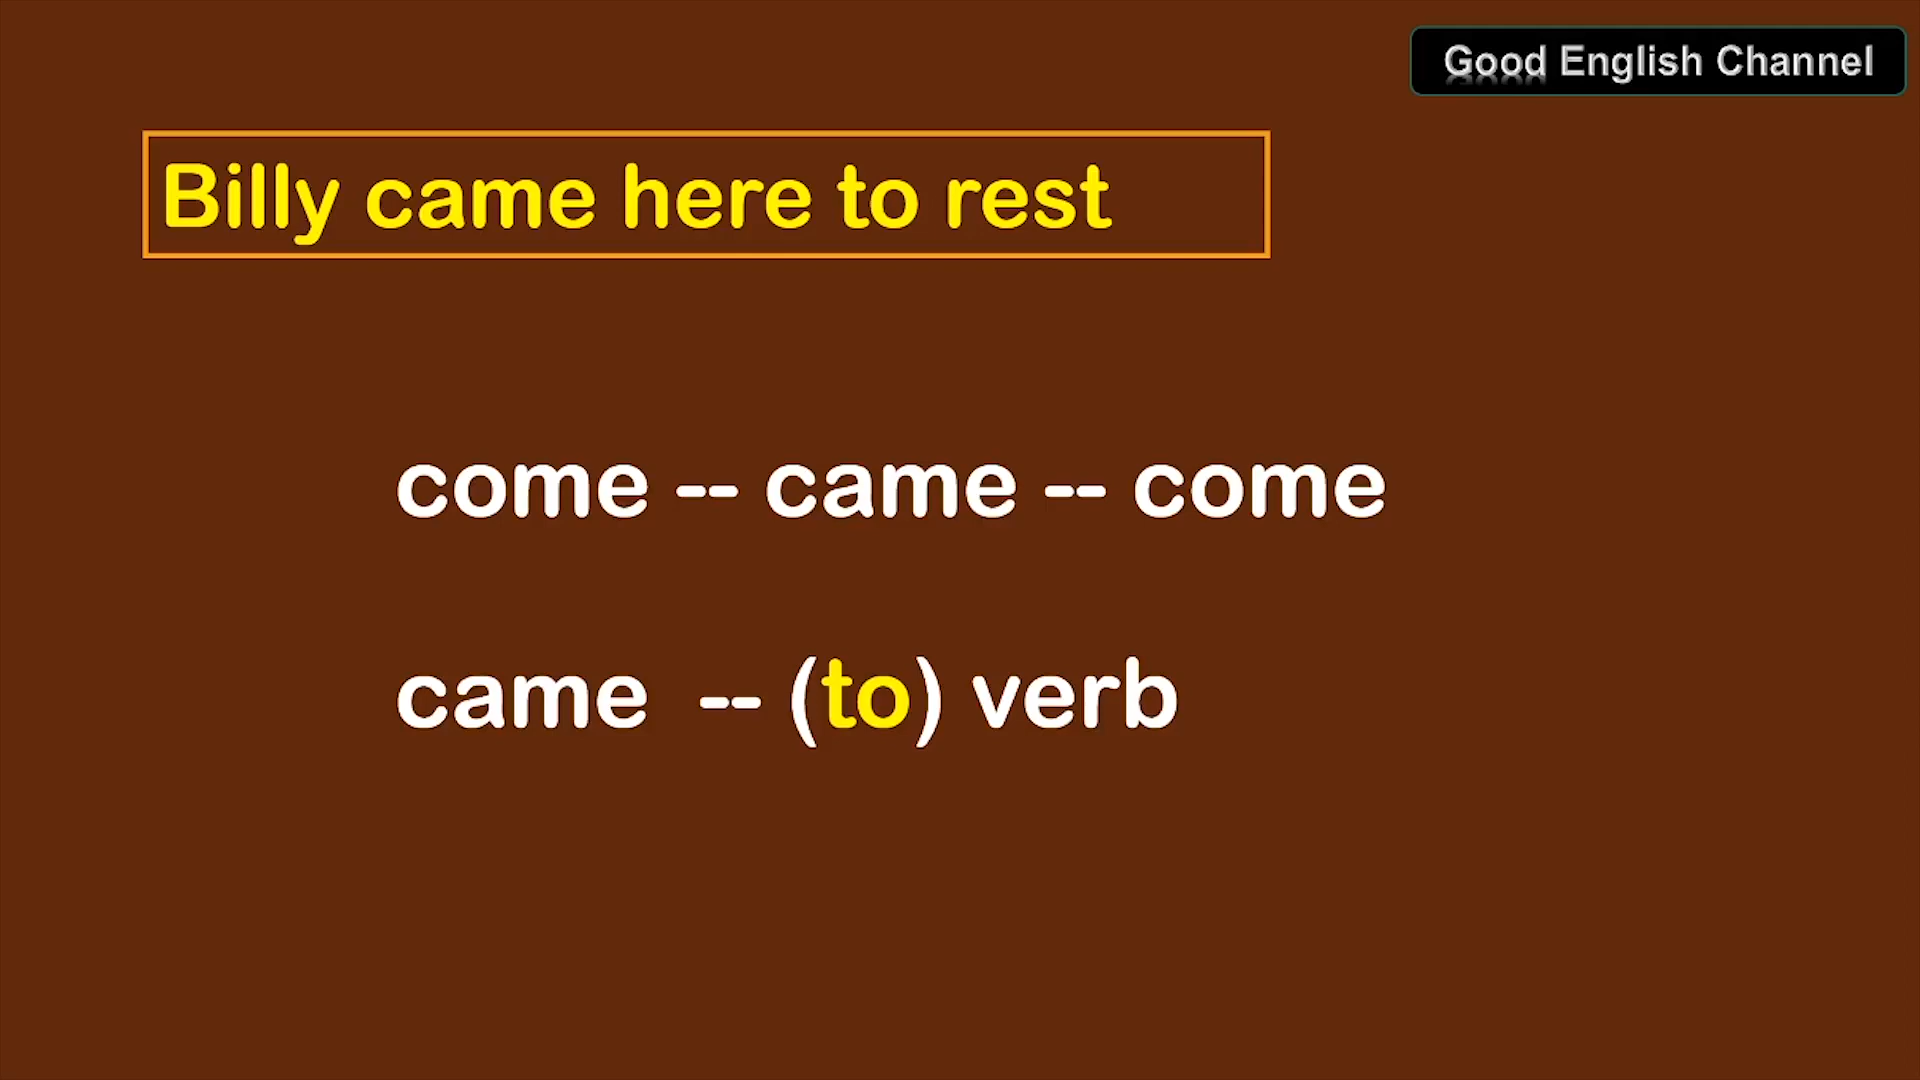 Good English Channel
Billy came here to rest
come -- came -- come
came -- (to) verb